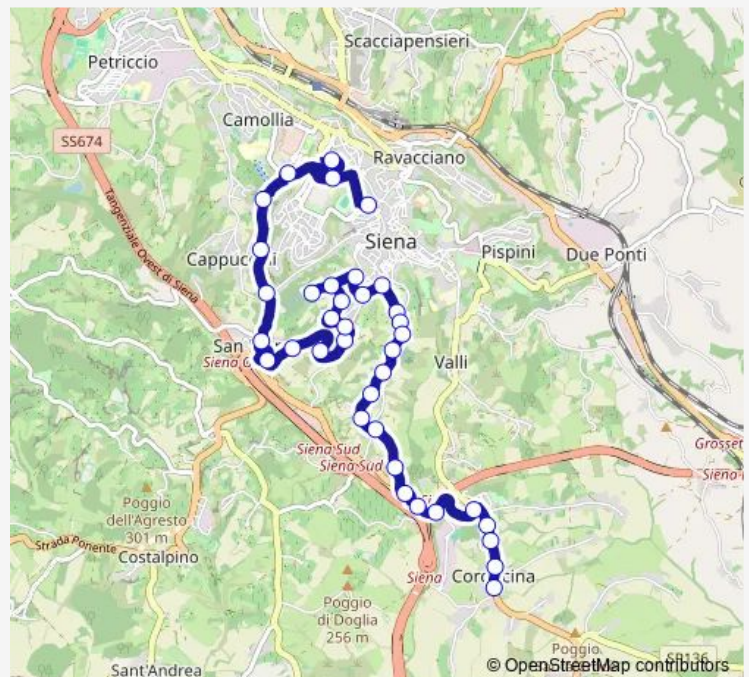 Scacciapensieri
Petriccio
Camollia
SS674
Ravacciano
Tangenziale Ovest di Siena
Siena
Pispini
Due Ponti
San
Siena O
Valli
Siena Sud
Siena Sud
Grosset
Siena
Poggio
dell'Agresto
301 m
Strada Ponente
Costalpino
Siena
Poggio
di Doglia
256 m
Poggio
SP136
Sant'Andrea
© OpenStreetMap contributors